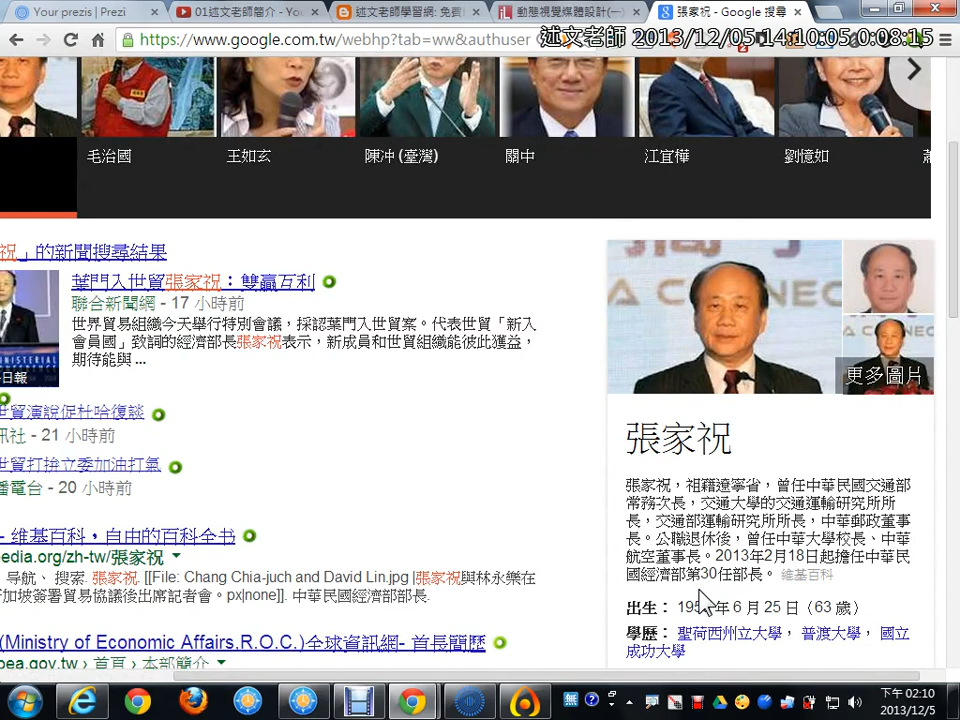 Your prezis | Prezi
01述文老師簡介 - You
述文老師學習網: 免費
動態視覺媒體設計(一)
張家祝 - Google 搜尋
https://www.google.com.tw/webhp?tab=ww&authuser
述文老師 2013/12/05-14:10:05-0:08:15
毛治國
王如玄
陳冲 (臺灣)
關中
江宜樺
劉憶如
祝」的新聞搜尋結果
葉門入世貿張家祝：雙贏互利
聯合新聞網 - 17 小時前
世界貿易組織今天舉行特別會議，採認葉門入世貿案。代表世貿「新入
會員國」致詞的經濟部長張家祝表示，新成員和世貿組織能彼此獲益，
期待能與 ...
MINISTERIAL
日報
世貿演說促杜哈復談
訊社 - 21 小時前
世貿打拚立委加油打氣
播電台 - 20 小時前
- 維基百科，自由的百科全书
pedia.org/zh-tw/張家祝
導航、 搜索. 張家祝. [[File: Chang Chia-juch and David Lin.jpg |張家祝與林永樂在
加坡簽署貿易協議後出席記者會。px|none]]. 中華民國經濟部部長.
(Ministry of Economic Affairs,R.O.C.)全球資訊網- 首長簡歷
oea.gov.tw › 首頁 › 本部簡介
A CONNEC
更多圖片
張家祝
張家祝，祖籍遼寧省，曾任中華民國交通部
常務次長，交通大學的交通運輸研究所所
長，交通部運輸研究所所長，中華郵政董事
長。公職退休後，曾任中華大學校長、中華
航空董事長。2013年2月18日起擔任中華民
國經濟部第30任部長。 維基百科
出生： 195 年 6 月 25 日（63 歲）
學歷： 聖荷西州立大學， 普渡大學， 國立
成功大學
下午 02:10
2013/12/5